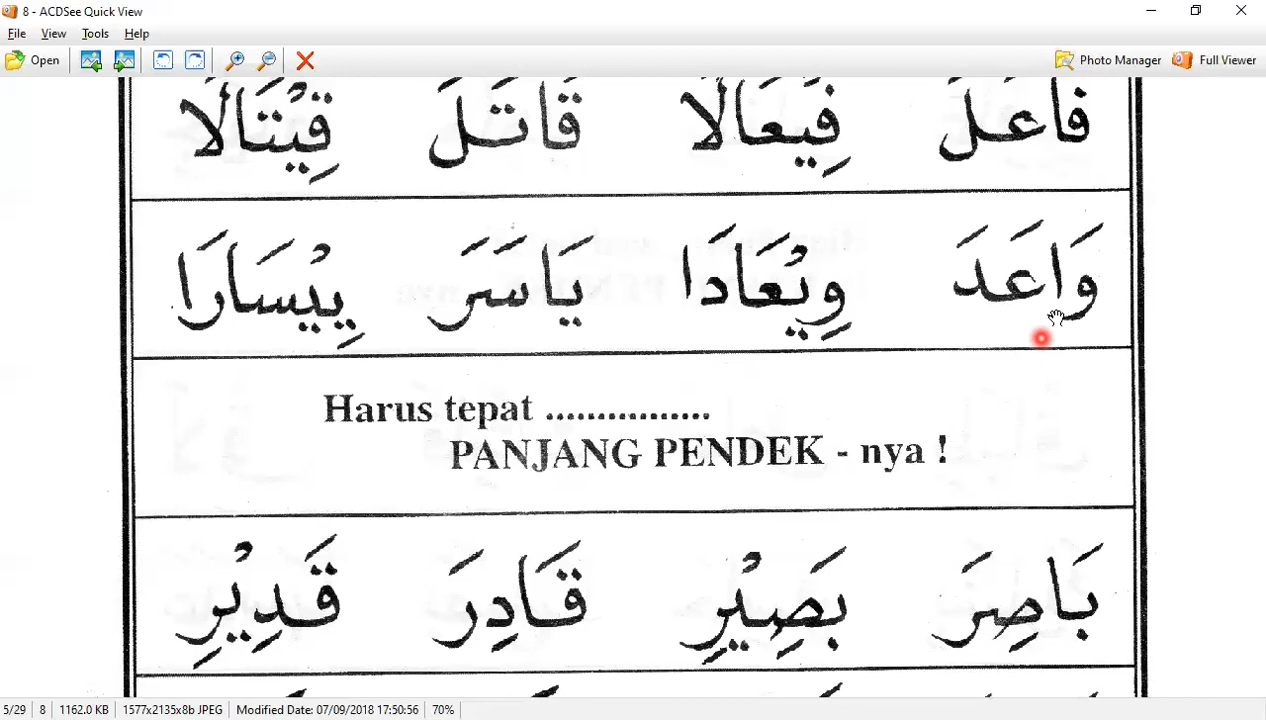 8 - ACDSee Quick View
File View Tools Help
Open Photo Manager Full Viewer
فَاعَلَ فِيْعَالًا قَاتَلَ قِيْتَالًا
وَاعَدَ وِيْعَادَا يَاسَرَ يِيْسَارَا
Harus tepat ................
PANJANG PENDEK - nya !
بَاصِرَ بَصِيْرِ قَادِرَ قَدِيْرِ
5/29 8 1162.0 KB 1577x2135x8b JPEG Modified Date: 07/09/2018 17:50:56 70%